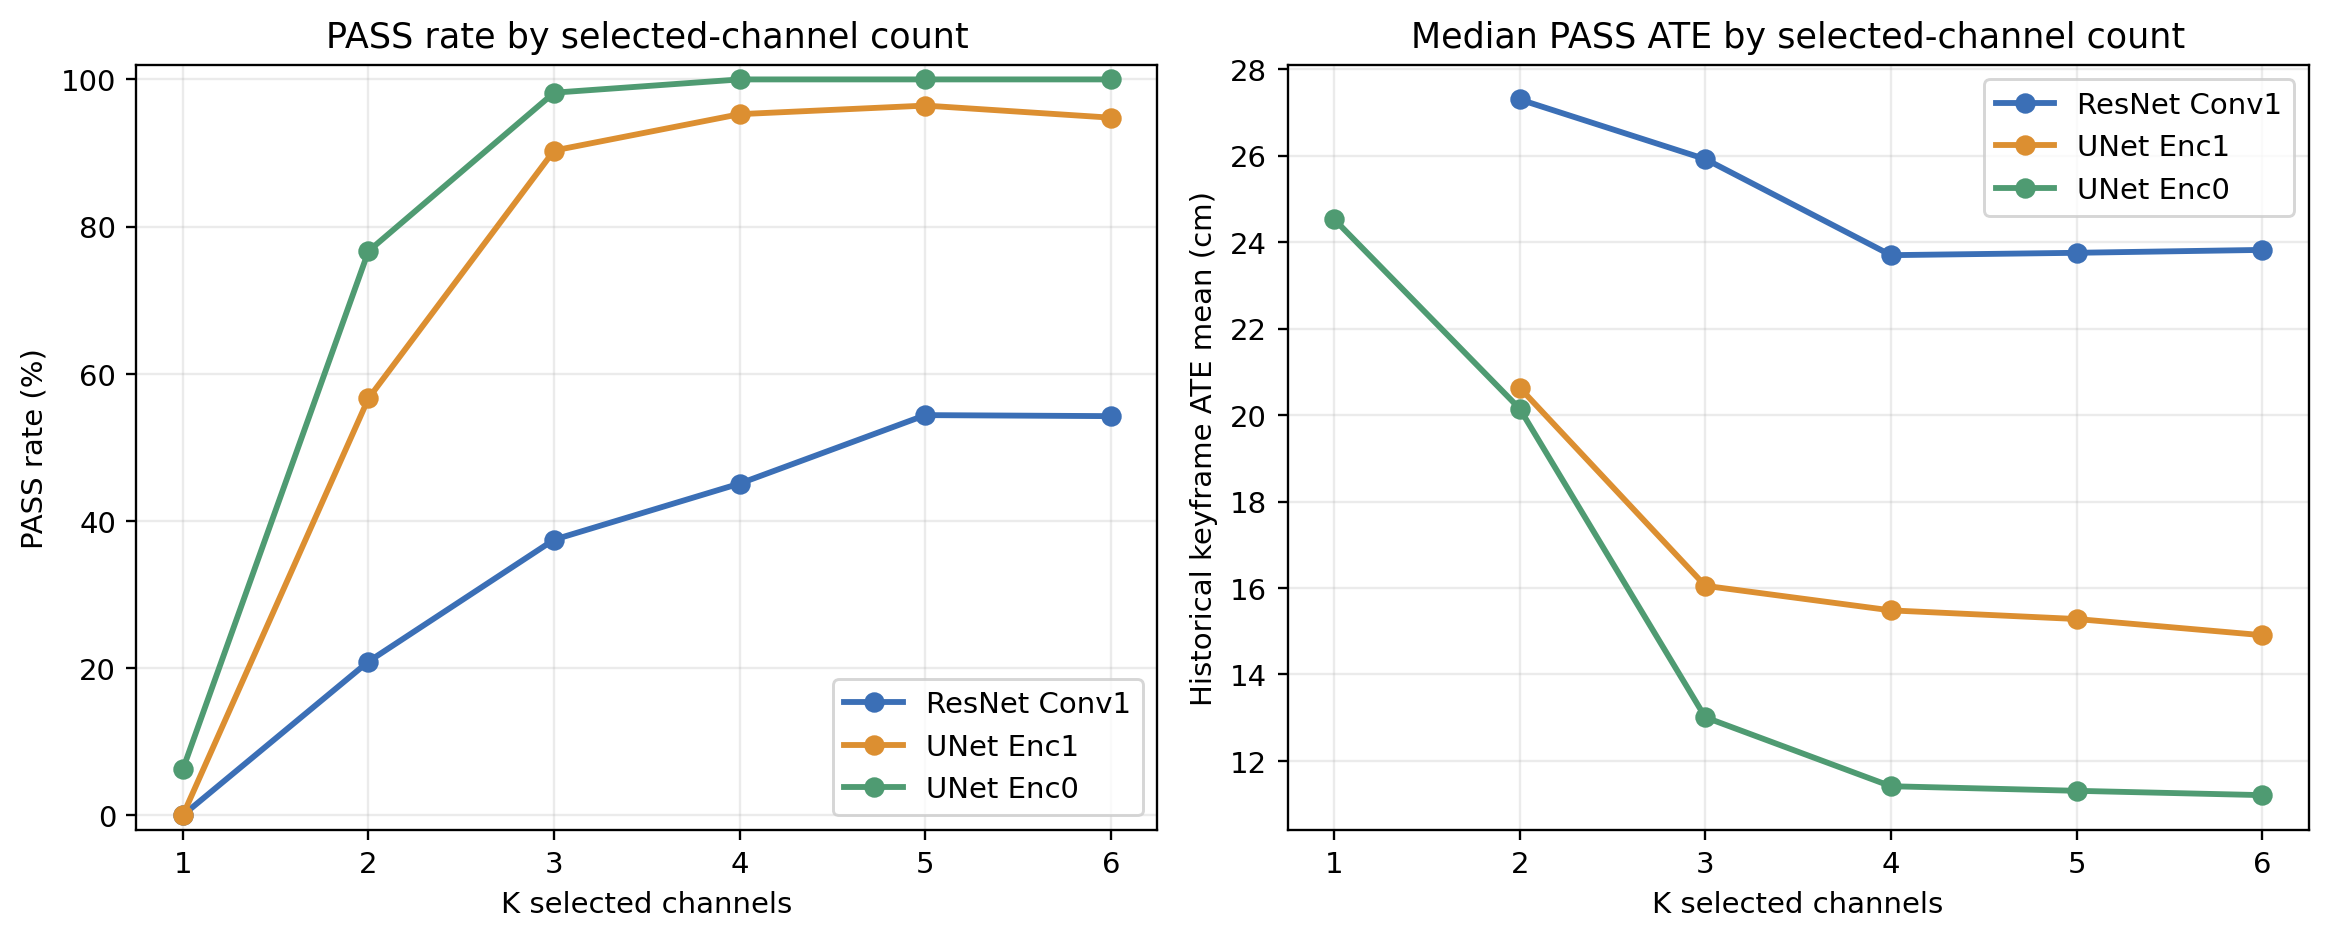 PASS rate by selected-channel count
PASS rate (%)
100
80
60
40
20
0
ResNet Conv1
UNet Enc1
UNet Enc0
1 2 3 4 5 6
K selected channels
Median PASS ATE by selected-channel count
Historical keyframe ATE mean (cm)
28
26
24
22
20
18
16
14
12
ResNet Conv1
UNet Enc1
UNet Enc0
1 2 3 4 5 6
K selected channels